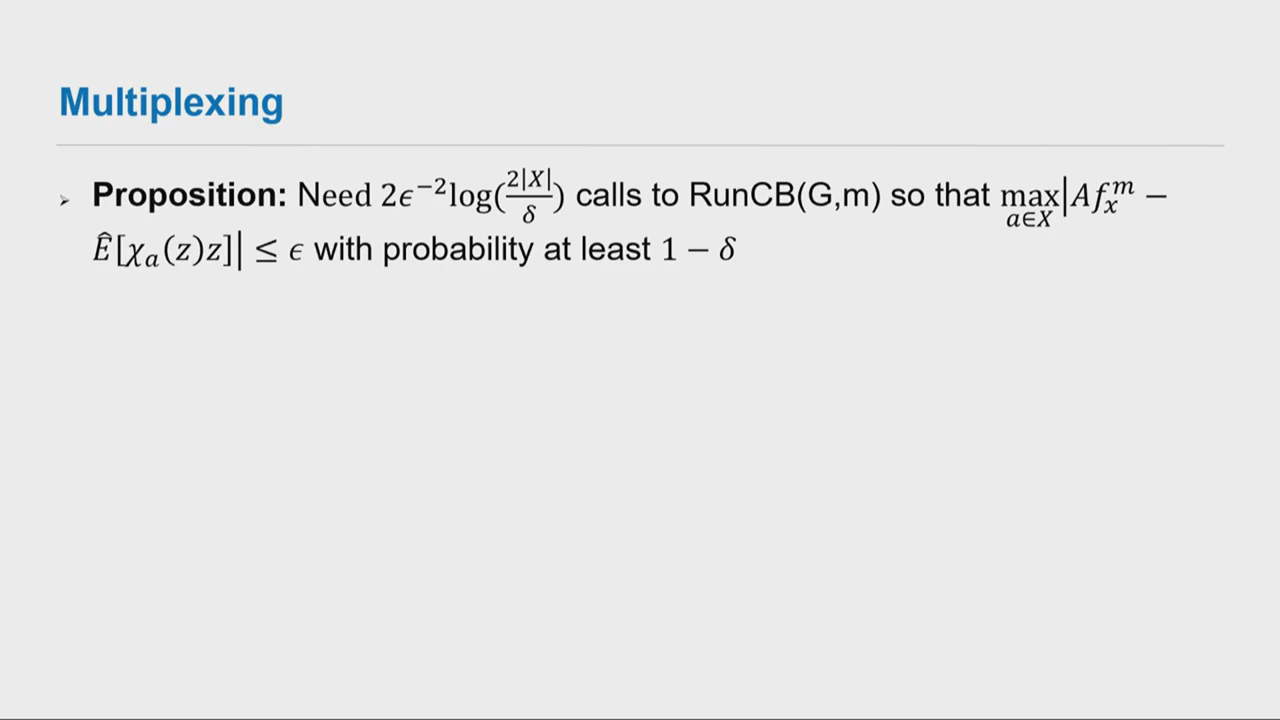 Multiplexing
➢ Proposition: Need 2ϵ⁻²log(2|X|/δ) calls to RunCB(G,m) so that max_{a∈X}|Af_x^m −
Ê[χ_a(z)z]| ≤ ϵ with probability at least 1 − δ